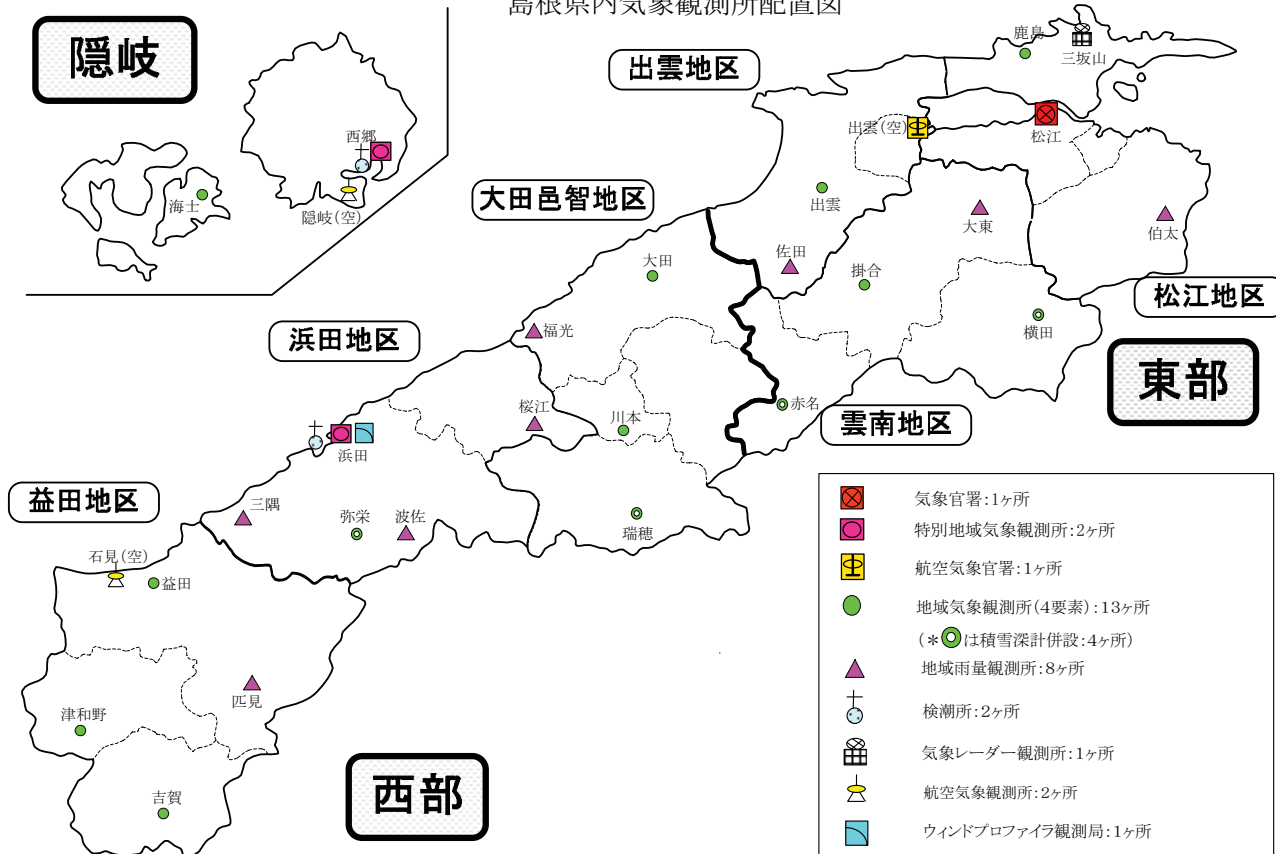 島根県内気象観測所配置図
隠岐
西郷
海士
隠岐(空)
出雲地区
鹿島
三坂山
出雲(空)
松江
大田邑智地区
出雲
大東
伯太
佐田
掛合
大田
松江地区
横田
浜田地区
福光
東部
桜江
川本
赤名
雲南地区
浜田
益田地区
三隅
弥栄
波佐
瑞穂
石見(空)
益田
匹見
津和野
吉賀
西部
気象官署:1ヶ所
特別地域気象観測所:2ヶ所
航空気象官署:1ヶ所
地域気象観測所(4要素):13ヶ所
(*◎は積雪深計併設:4ヶ所)
地域雨量観測所:8ヶ所
検潮所:2ヶ所
気象レーダー観測所:1ヶ所
航空気象観測所:2ヶ所
ウィンドプロファイラ観測局:1ヶ所